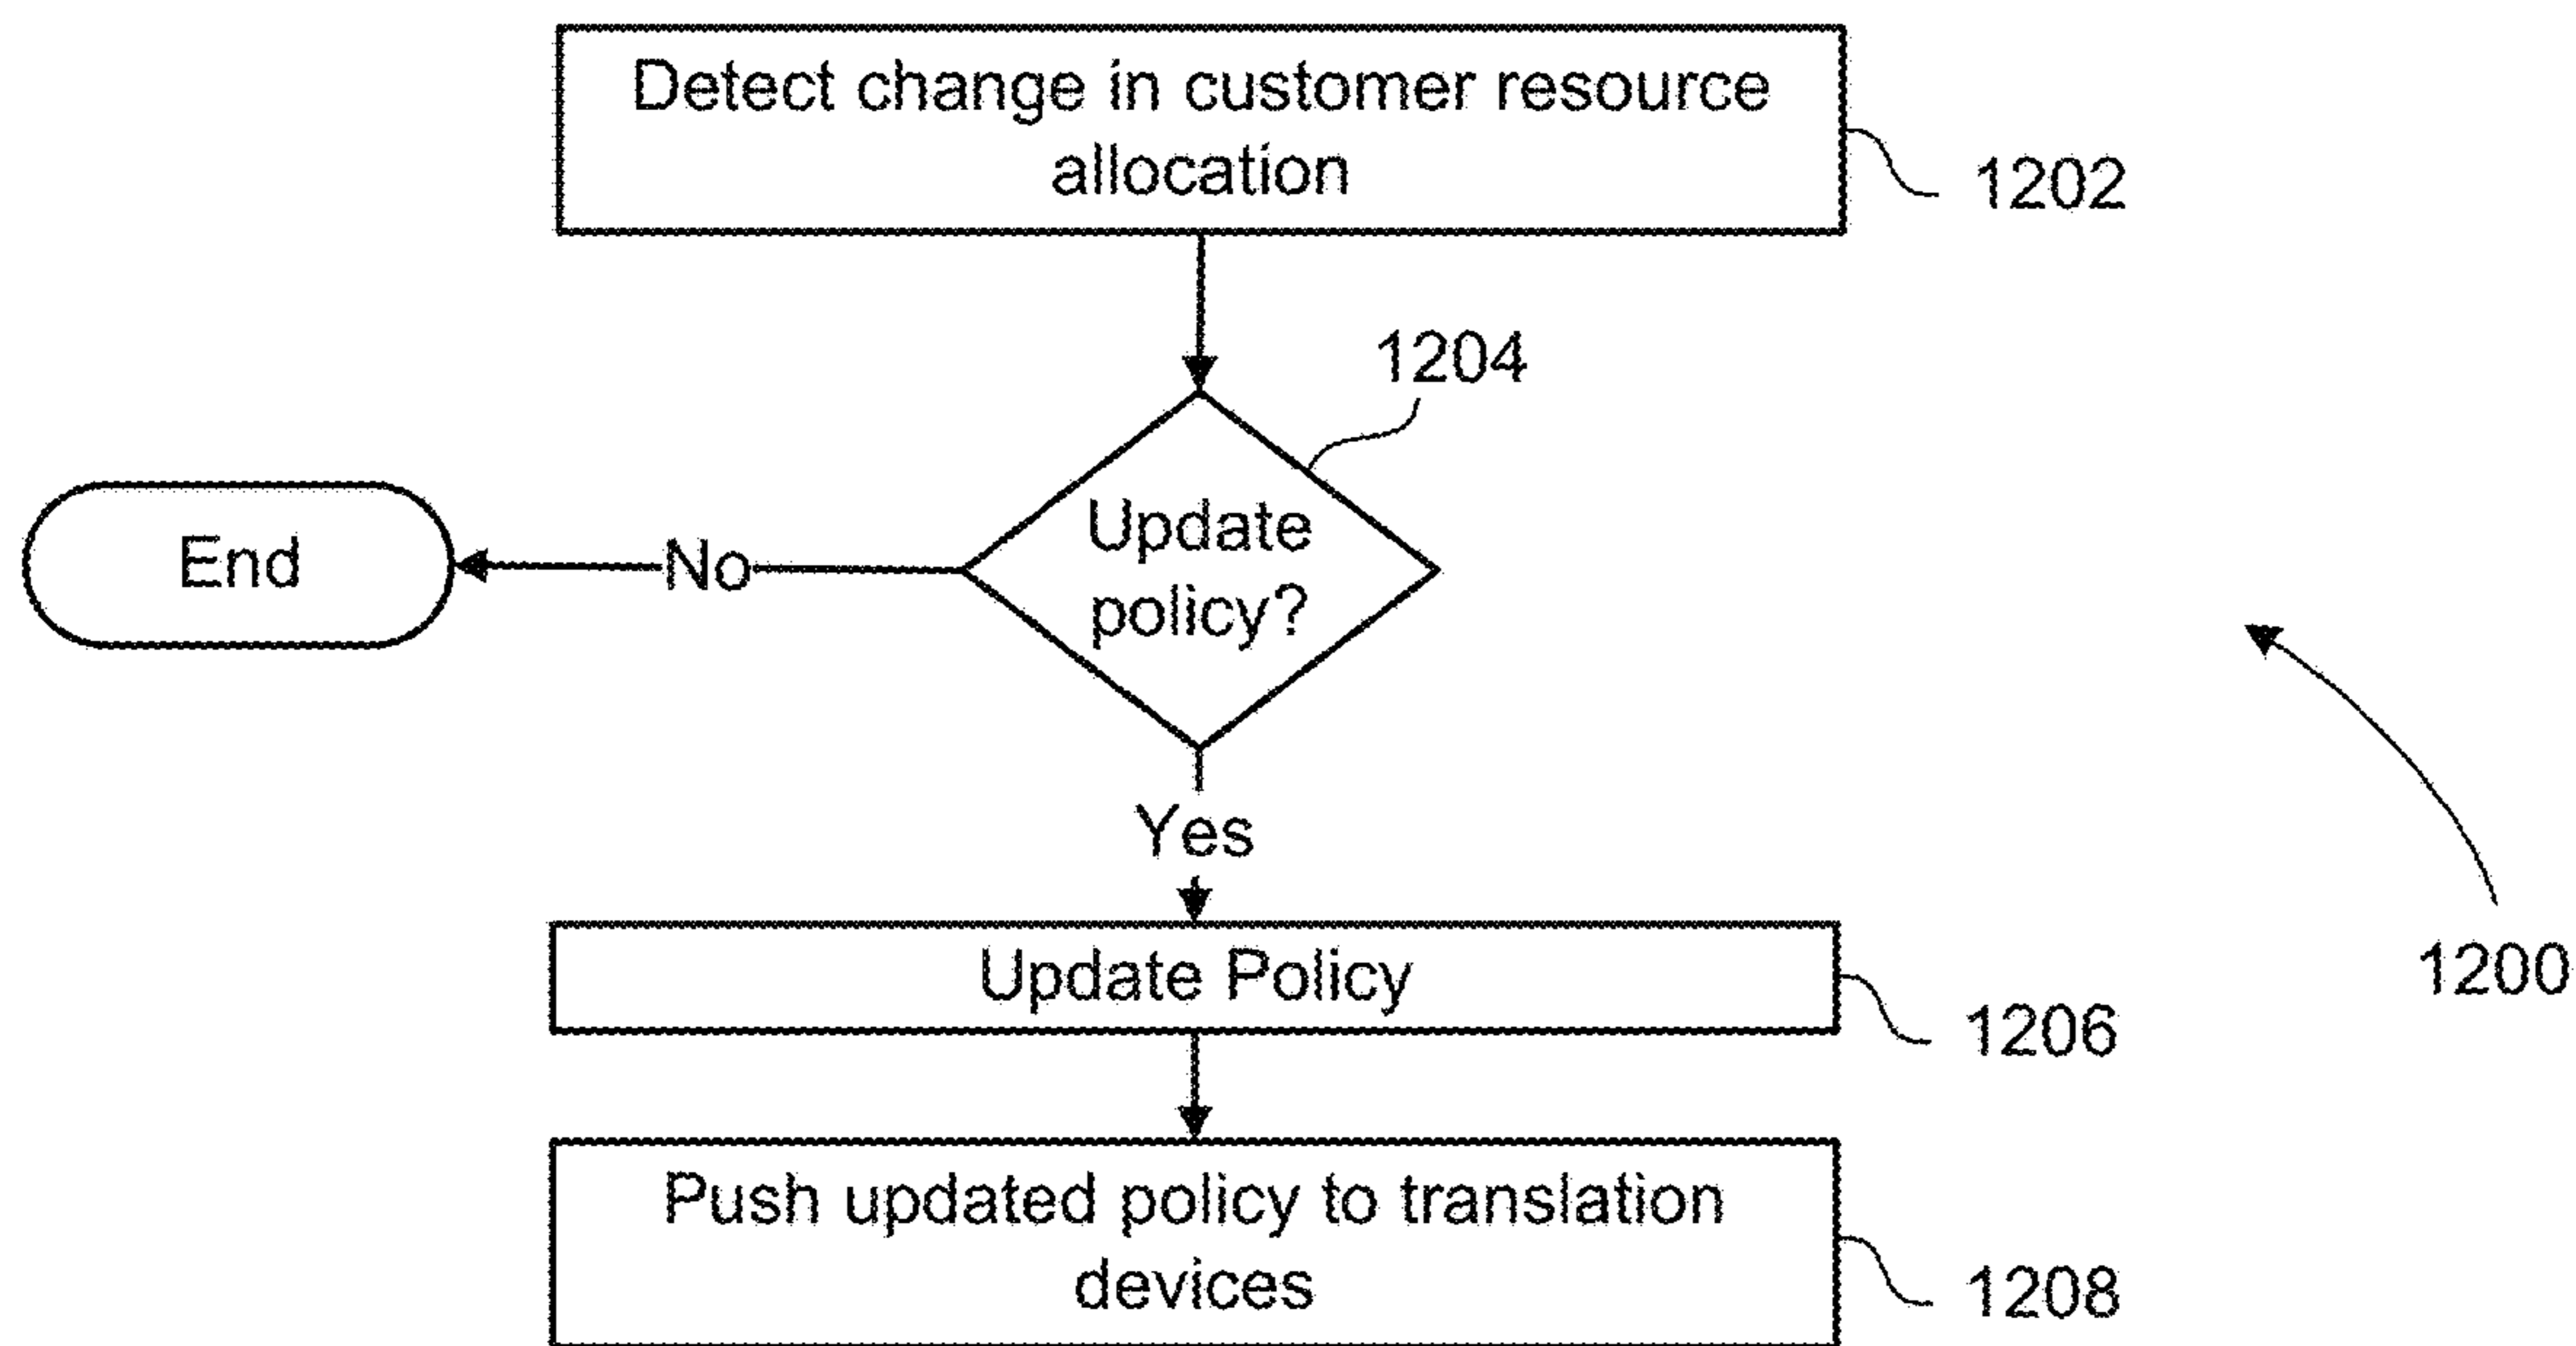 Detect change in customer resource
allocation
1202
1204
Update
policy?
No
End
Yes
Update Policy
1206
1200
Push updated policy to translation
devices
1208